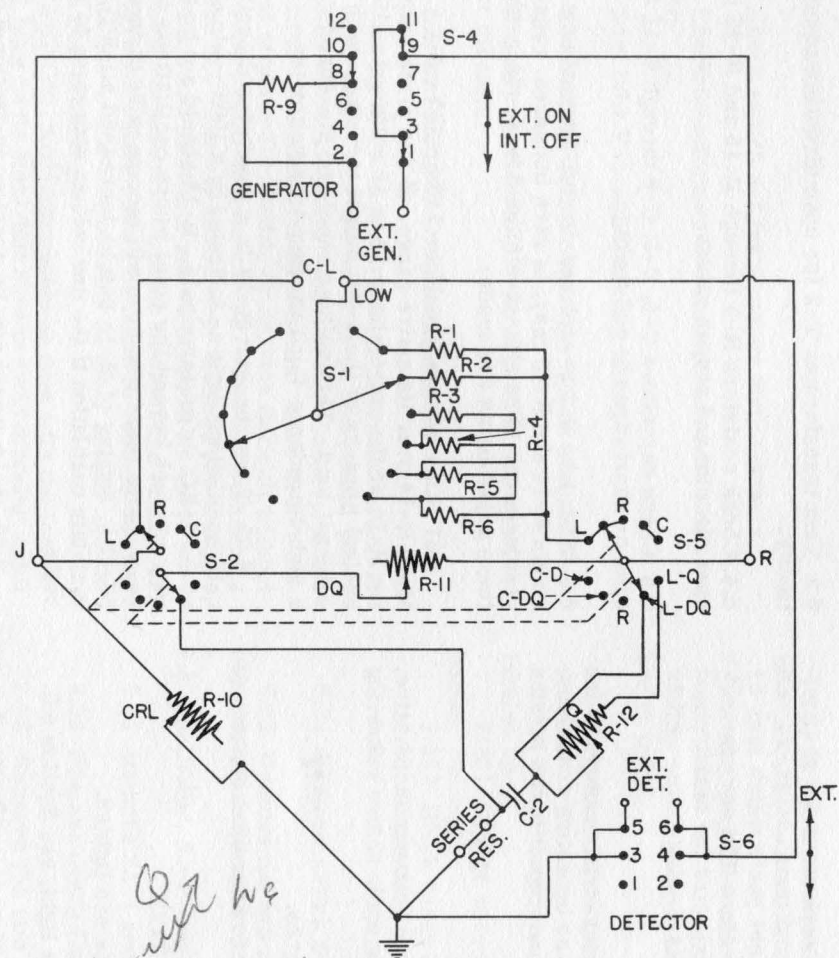 12 11
10 9 S-4
8 7
R-9
6 5
EXT. ON
INT. OFF
4 3
2 1
GENERATOR
EXT.
GEN.
C-L
LOW
R-1
S-1 R-2
R-3
R-4
R-5
R-6
R R
L C L C
J S-2 S-5 R
R-11
DQ
C-D L-Q
C-DQ L-DQ
R
R-10
CRL
Q
R-12
C-2
SERIES
RES.
EXT.
DET.
EXT.
5 6
S-6
3 4
1 2
DETECTOR
Q